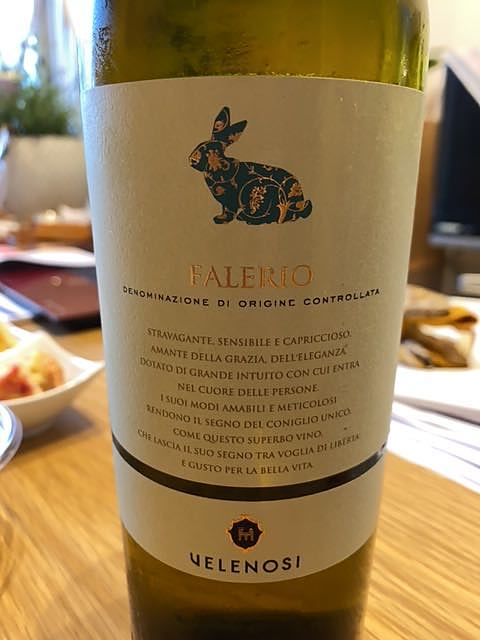 FALERIO
DENOMINAZIONE DI ORIGINE CONTROLLATA
STRAVAGANTE, SENSIBILE E CAPRICCIOSO.
AMANTE DELLA GRAZIA, DELL'ELEGANZA
DOTATO DI GRANDE INTUITO CON CUI ENTRA
NEL CUORE DELLE PERSONE.
I SUOI MODI AMABILI E METICOLOSI
RENDONO IL SEGNO DEL CONIGLIO UNICO.
COME QUESTO SUPERBO VINO.
CHE LASCIA IL SUO SEGNO TRA VOGLIA DI LIBERTÀ
E GUSTO PER LA BELLA VITA.
VELENOSI